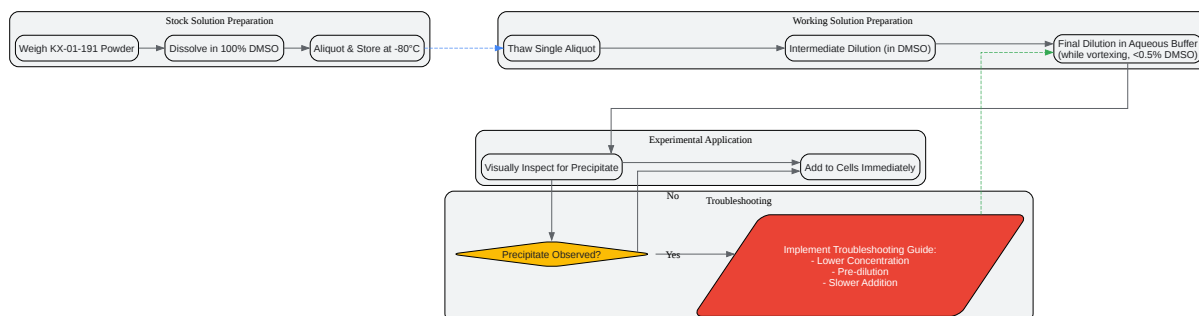 Stock Solution Preparation
Weigh KX-01-191 Powder
Dissolve in 100% DMSO
Aliquot & Store at -80°C
Working Solution Preparation
Thaw Single Aliquot
Intermediate Dilution (in DMSO)
Final Dilution in Aqueous Buffer
(while vortexing, <0.5% DMSO)
Experimental Application
Visually Inspect for Precipitate
Add to Cells Immediately
No
Troubleshooting
Precipitate Observed?
Yes
Implement Troubleshooting Guide:
- Lower Concentration
- Pre-dilution
- Slower Addition